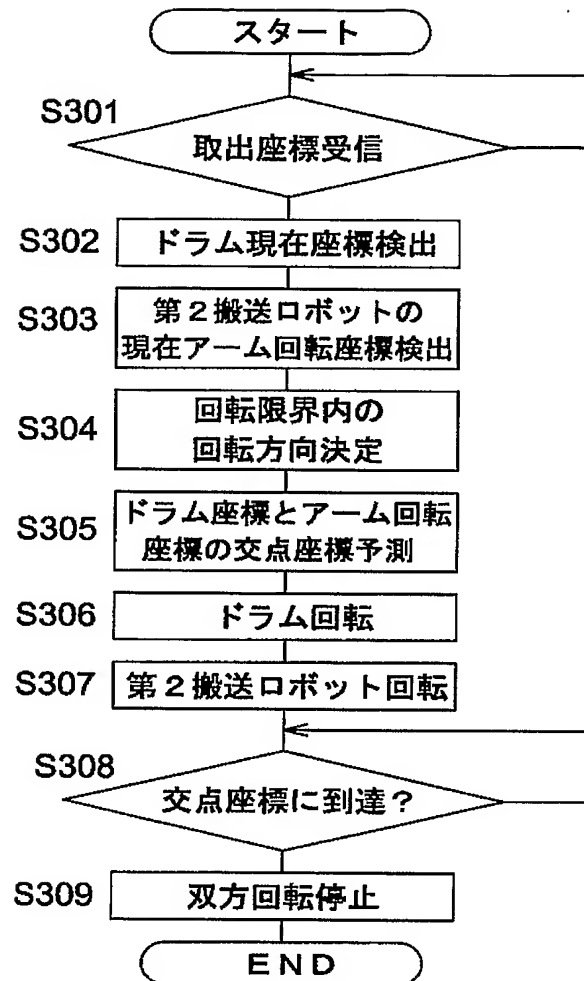 スタート
S301
取出座標受信
S302
ドラム現在座標検出
S303
第2搬送ロボットの
現在アーム回転座標検出
S304
回転限界内の
回転方向決定
S305
ドラム座標とアーム回転
座標の交点座標予測
S306
ドラム回転
S307
第2搬送ロボット回転
S308
交点座標に到達?
S309
双方回転停止
END